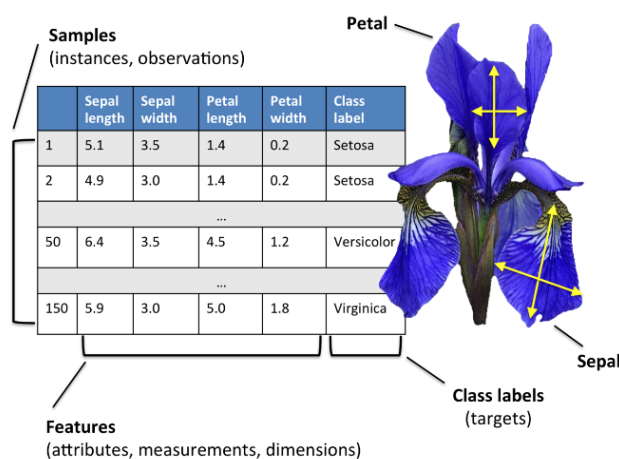 Samples
(instances, observations)
Petal
Sepal length Sepal width Petal length Petal width Class label
1 5.1 3.5 1.4 0.2 Setosa
2 4.9 3.0 1.4 0.2 Setosa
...
50 6.4 3.5 4.5 1.2 Versicolor
...
150 5.9 3.0 5.0 1.8 Virginica
Sepal
Class labels
(targets)
Features
(attributes, measurements, dimensions)